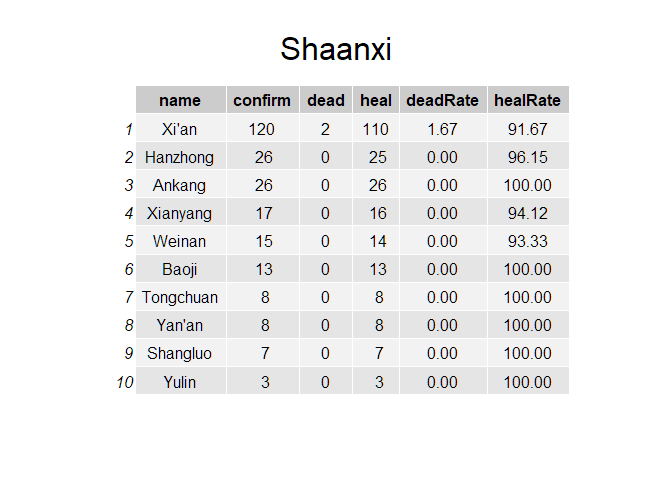 Shaanxi
name confirm dead heal deadRate healRate
1 Xi'an 120 2 110 1.67 91.67
2 Hanzhong 26 0 25 0.00 96.15
3 Ankang 26 0 26 0.00 100.00
4 Xianyang 17 0 16 0.00 94.12
5 Weinan 15 0 14 0.00 93.33
6 Baoji 13 0 13 0.00 100.00
7 Tongchuan 8 0 8 0.00 100.00
8 Yan'an 8 0 8 0.00 100.00
9 Shangluo 7 0 7 0.00 100.00
10 Yulin 3 0 3 0.00 100.00